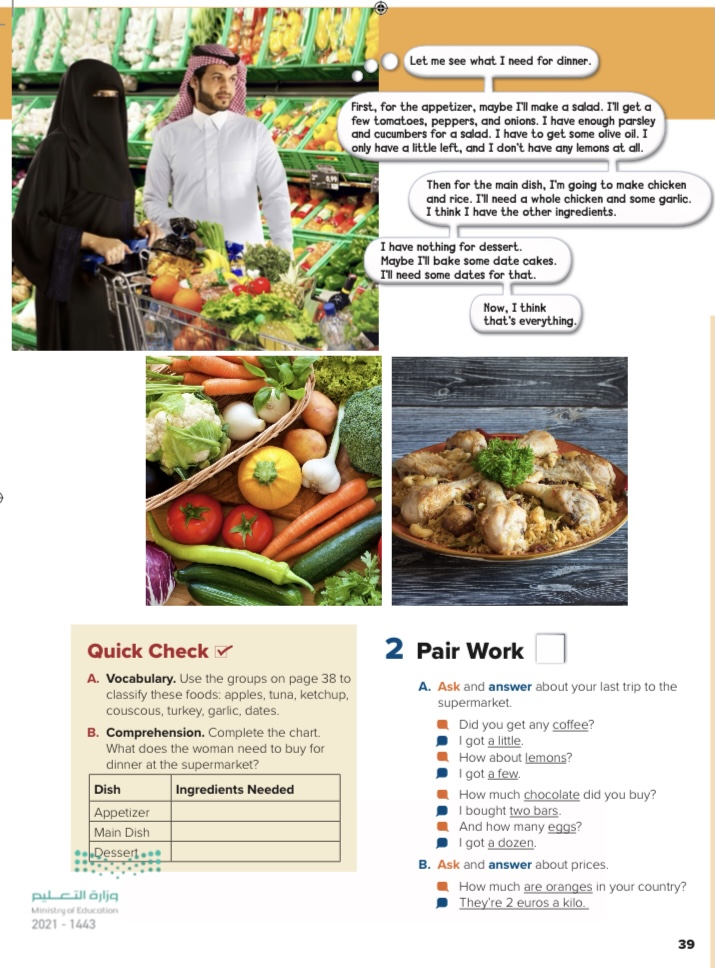 Let me see what I need for dinner.
First, for the appetizer, maybe I'll make a salad. I'll get a
few tomatoes, peppers, and onions. I have enough parsley
and cucumbers for a salad. I have to get some olive oil. I
only have a little left, and I don't have any lemons at all.
Then for the main dish, I'm going to make chicken
and rice. I'll need a whole chicken and some garlic.
I think I have the other ingredients.
I have nothing for dessert.
Maybe I'll bake some date cakes.
I'll need some dates for that.
Now, I think
that's everything.
0,99
Quick Check
A. Vocabulary. Use the groups on page 38 to
classify these foods: apples, tuna, ketchup,
couscous, turkey, garlic, dates.
B. Comprehension. Complete the chart.
What does the woman need to buy for
dinner at the supermarket?
Dish Ingredients Needed
Appetizer
Main Dish
Dessert
2 Pair Work
A. Ask and answer about your last trip to the
supermarket.
Did you get any coffee?
I got a little.
How about lemons?
I got a few.
How much chocolate did you buy?
I bought two bars.
And how many eggs?
I got a dozen.
B. Ask and answer about prices.
How much are oranges in your country?
They're 2 euros a kilo.
وزارة التعليم
Ministry of Education
2021 - 1443
39